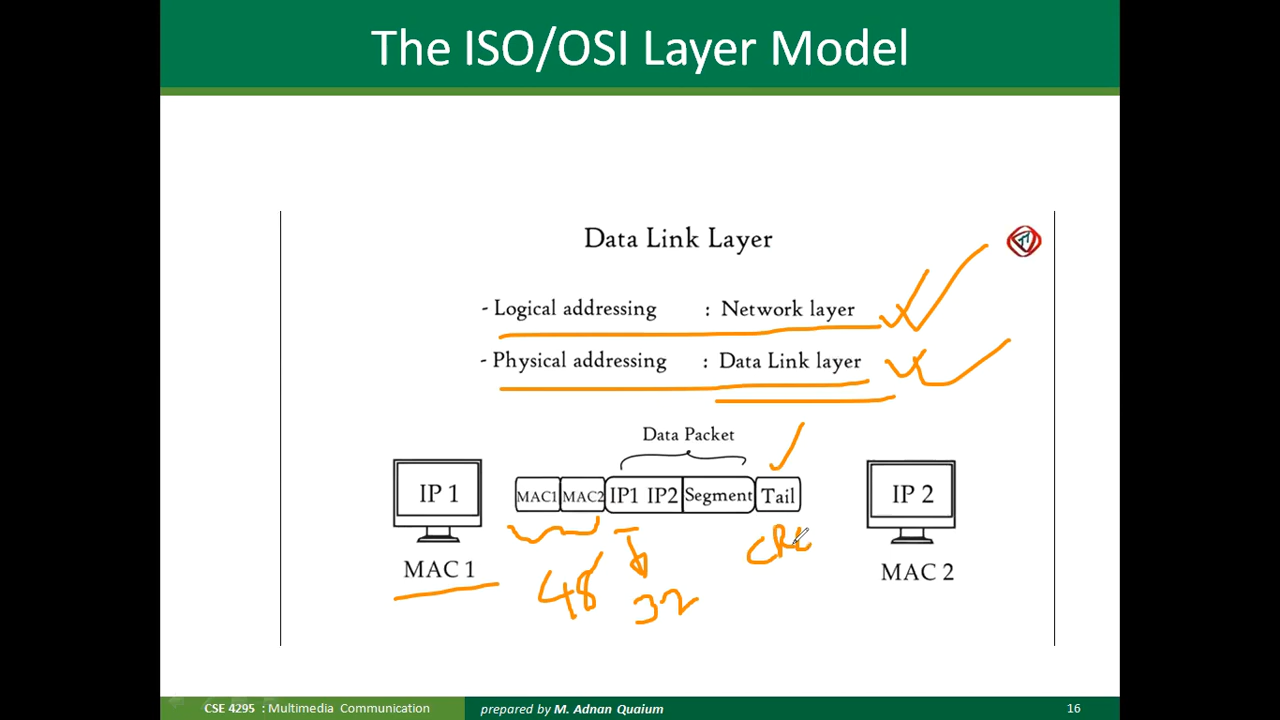 The ISO/OSI Layer Model
Data Link Layer
- Logical addressing : Network layer
- Physical addressing : Data Link layer
Data Packet
IP 1
MAC1 MAC2 IP1 IP2 Segment Tail
IP 2
MAC 1
MAC 2
48
32
CRC
CSE 4295 : Multimedia Communication
prepared by M. Adnan Quaium
16